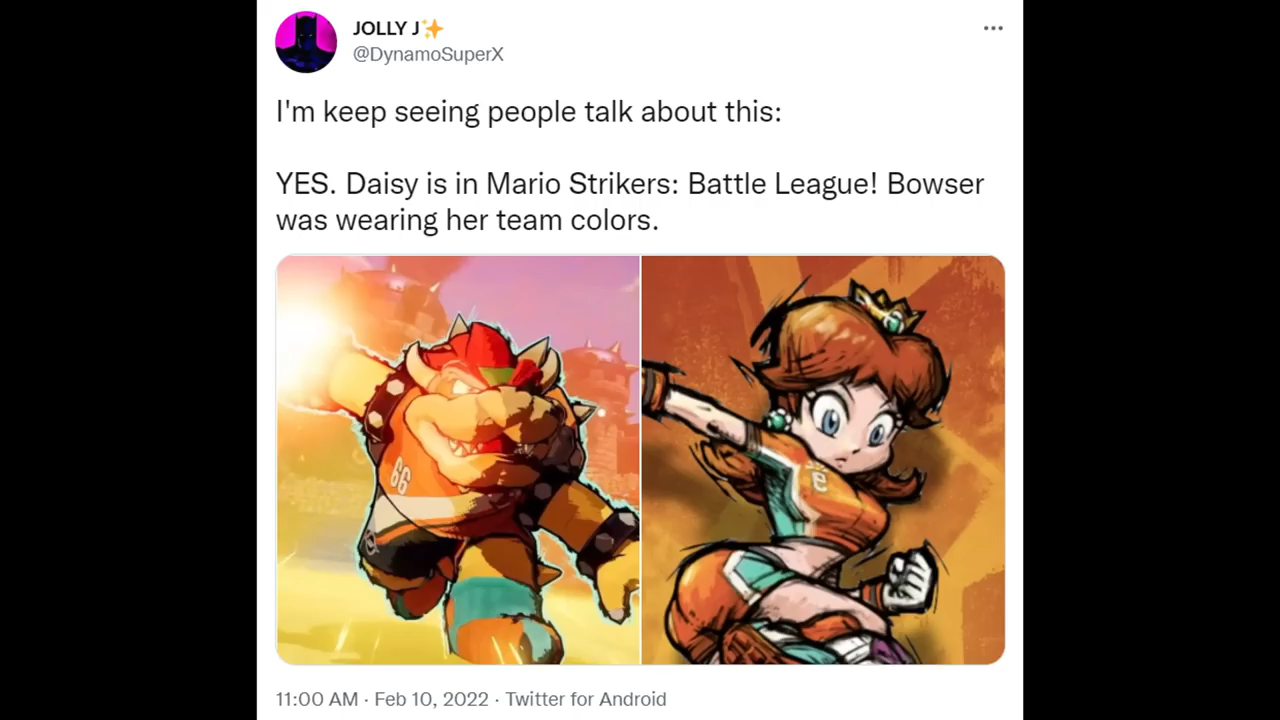 JOLLY J✨
@DynamoSuperX
I'm keep seeing people talk about this:
YES. Daisy is in Mario Strikers: Battle League! Bowser
was wearing her team colors.
66
11:00 AM · Feb 10, 2022 · Twitter for Android